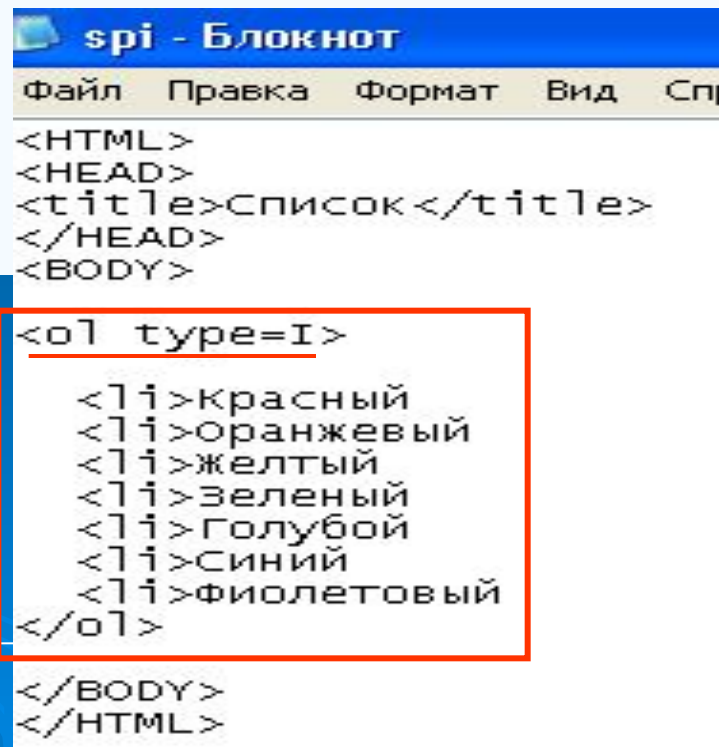 spi - Блокнот
Файл Правка Формат Вид Спр
<HTML>
<HEAD>
<title>Список</title>
</HEAD>
<BODY>
<ol type=I>
<li>Красный
<li>Оранжевый
<li>Желтый
<li>Зеленый
<li>Голубой
<li>Синий
<li>Фиолетовый
</ol>
</BODY>
</HTML>